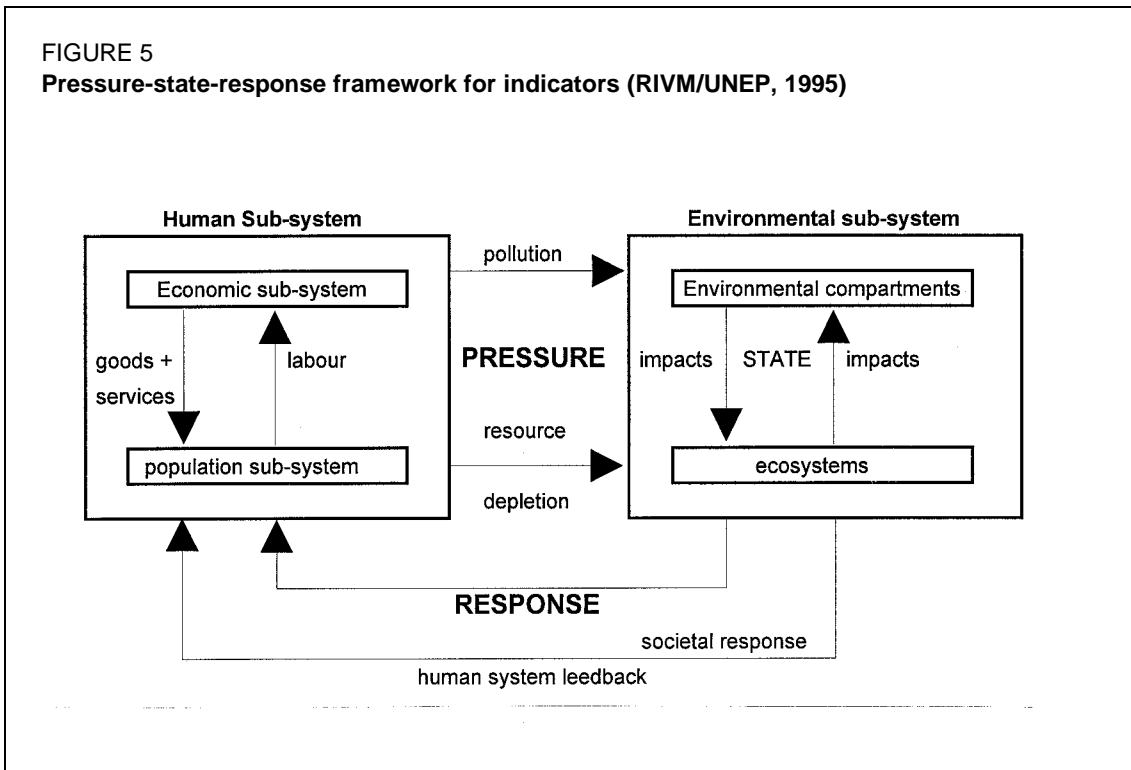 FIGURE 5
Pressure-state-response framework for indicators (RIVM/UNEP, 1995)
Human Sub-system
Environmental sub-system
pollution
Economic sub-system
Environmental compartments
goods +
services
labour
PRESSURE
impacts
STATE
impacts
resource
depletion
population sub-system
ecosystems
RESPONSE
societal response
human system leedback